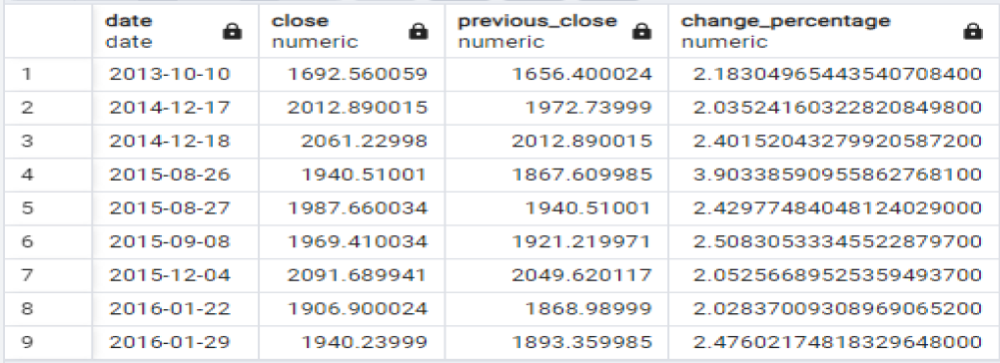 date close previous_close change_percentage
date numeric numeric numeric
1 2013-10-10 1692.560059 1656.400024 2.18304965443540708400
2 2014-12-17 2012.890015 1972.73999 2.03524160322820849800
3 2014-12-18 2061.22998 2012.890015 2.40152043279920587200
4 2015-08-26 1940.51001 1867.609985 3.90338590955862768100
5 2015-08-27 1987.660034 1940.51001 2.42977484048124029000
6 2015-09-08 1969.410034 1921.219971 2.50830533345522879700
7 2015-12-04 2091.689941 2049.620117 2.05256689525359493700
8 2016-01-22 1906.900024 1868.98999 2.02837009308969065200
9 2016-01-29 1940.23999 1893.359985 2.47602174818329648000